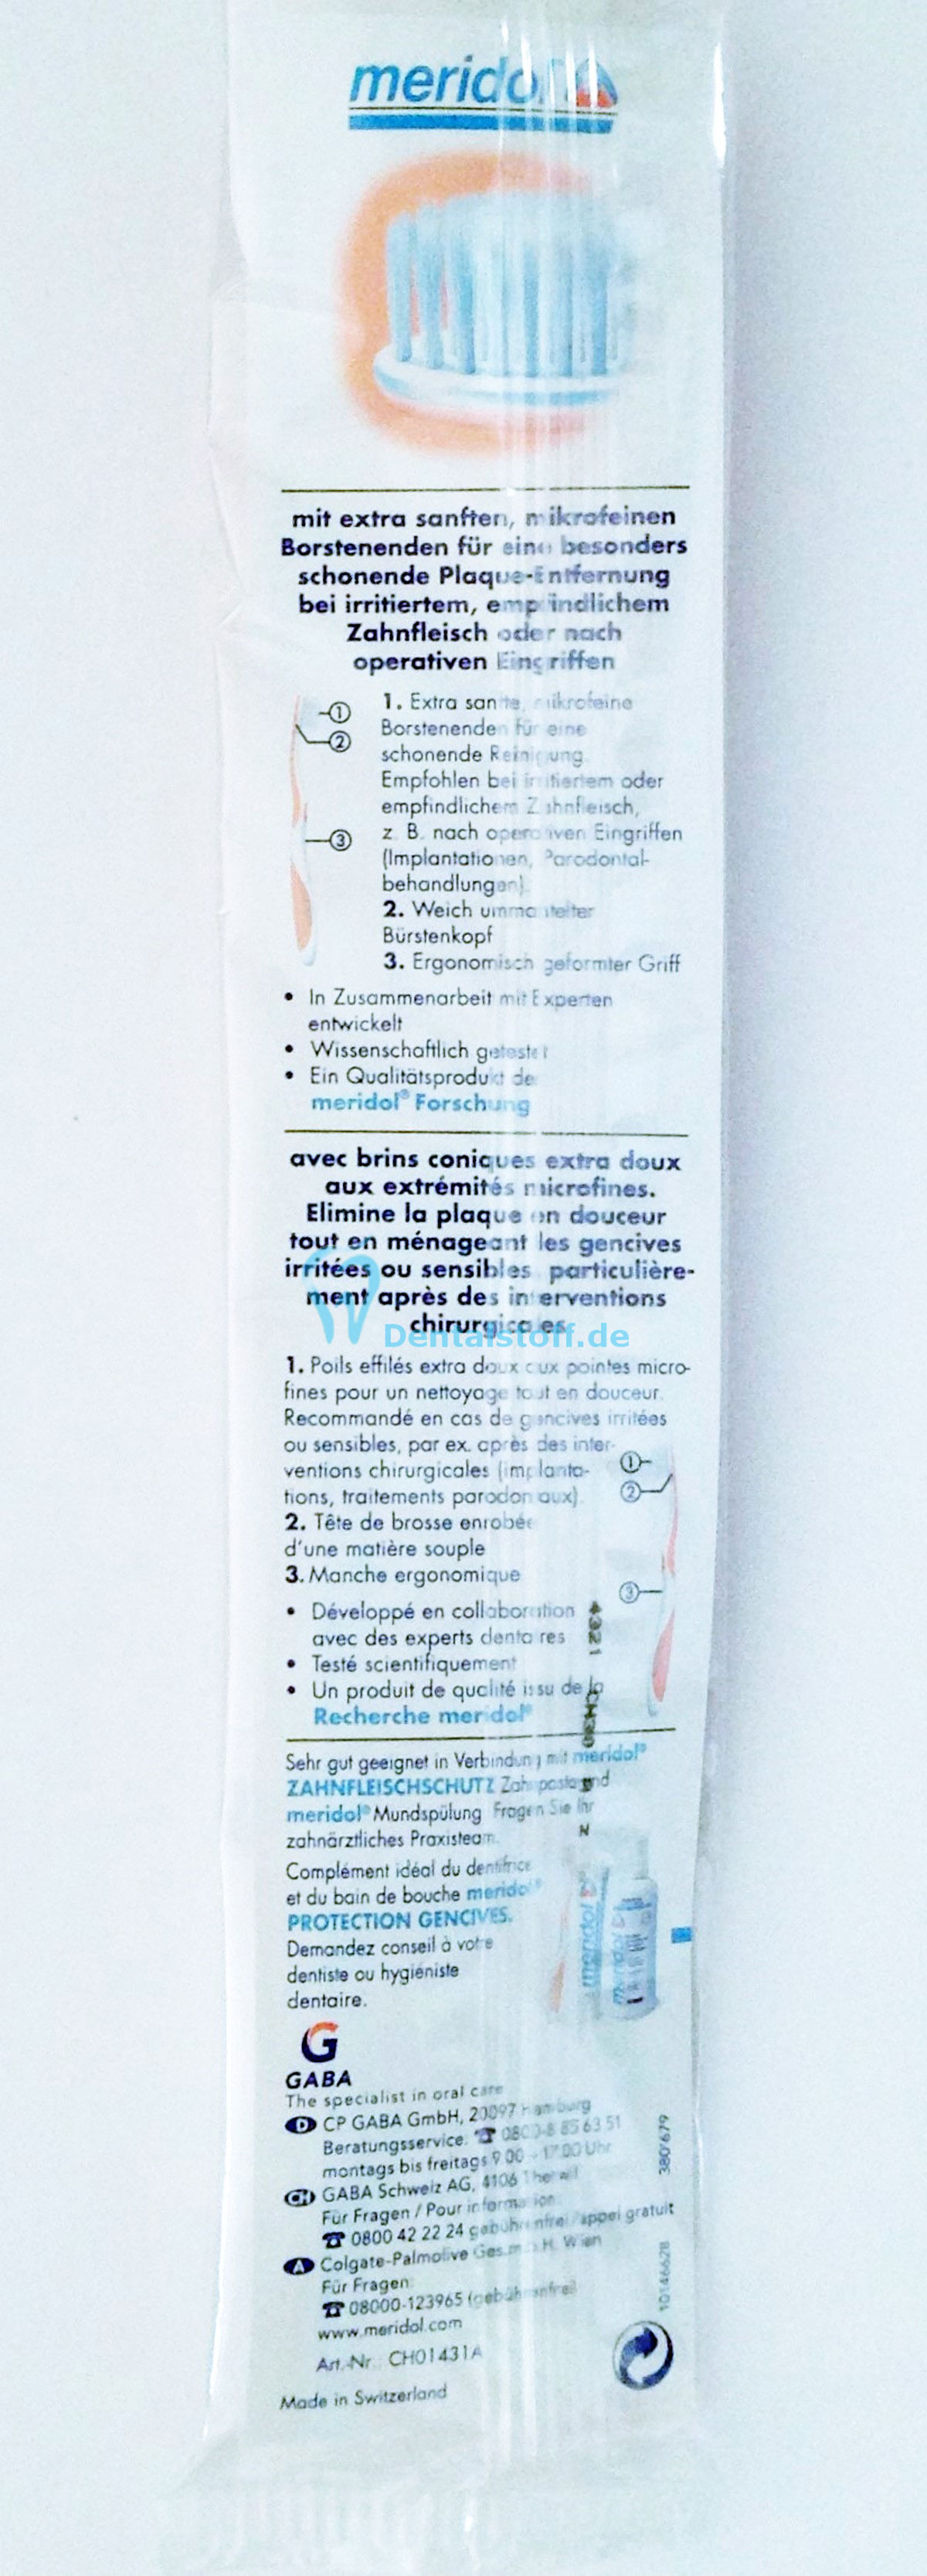 meridol
mit extra sanften, mikrofeinen
Borstenenden für eine besonders
schonende Plaque-Entfernung
bei irritiertem, empfindlichem
Zahnfleisch oder nach
operativen Eingriffen
1. Extra sanfte, mikrofeine
Borstenenden für eine
schonende Reinigung.
Empfohlen bei irritiertem oder
empfindlichem Zahnfleisch,
z. B. nach operativen Eingriffen
(Implantationen, Parodontal-
behandlungen).
2. Weich ummantelter
Bürstenkopf
3. Ergonomisch geformter Griff
1
2
3
• In Zusammenarbeit mit Experten
entwickelt
• Wissenschaftlich getestet
• Ein Qualitätsprodukt der
meridol® Forschung
avec brins coniques extra doux
aux extrémités microfines.
Elimine la plaque en douceur
tout en ménageant les gencives
irritées ou sensibles, particulière-
ment après des interventions
chirurgicales
Dentalstoff.de
1. Poils effilés extra doux aux pointes micro-
fines pour un nettoyage tout en douceur.
Recommandé en cas de gencives irritées
ou sensibles, par ex. après des inter-
ventions chirurgicales (implanta-
tions, traitements parodontaux).
2. Tête de brosse enrobée
d'une matière souple
3. Manche ergonomique
1
2
3
• Développé en collaboration
avec des experts dentaires
• Testé scientifiquement
• Un produit de qualité issu de la
Recherche meridol®
4321
Sehr gut geeignet in Verbindung mit meridol®
ZAHNFLEISCHSCHUTZ Zahnpasta und
meridol® Mundspülung. Fragen Sie Ihr
zahnärztliches Praxisteam.
Complément idéal du dentifrice
et du bain de bouche meridol®
PROTECTION GENCIVES.
Demandez conseil à votre
dentiste ou hygiéniste
dentaire.
meridol
meridol
G
GABA
The specialist in oral care
D CP GABA GmbH, 20097 Hamburg
Beratungsservice: ☎ 0800-8 85 63 51
montags bis freitags 9.00 - 17.00 Uhr
CH GABA Schweiz AG, 4106 Therwil
Für Fragen / Pour information:
☎ 0800 42 22 24 gebührenfrei/appel gratuit
A Colgate-Palmolive Ges.m.b.H. Wien
Für Fragen:
☎ 08000-123965 (gebührenfrei)
www.meridol.com
Art.-Nr.: CH01431A
Made in Switzerland
380'679
10146628